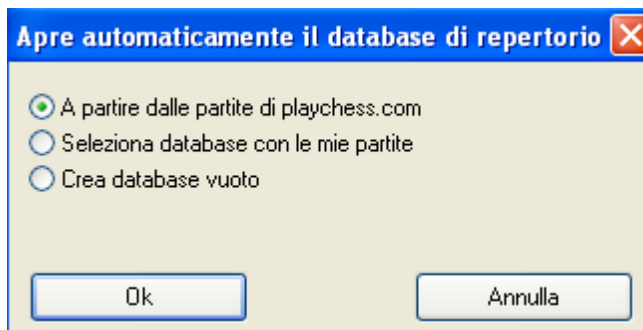 Apre automaticamente il database di repertorio
A partire dalle partite di playchess.com
Seleziona database con le mie partite
Crea database vuoto
Ok
Annulla